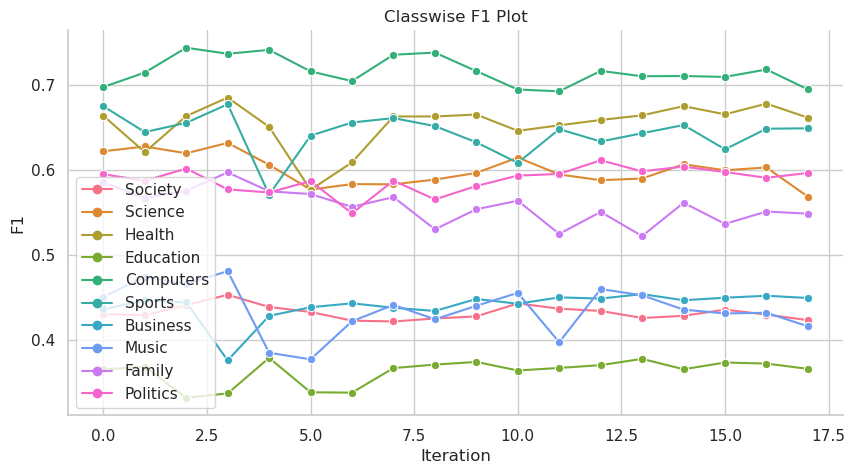 Classwise F1 Plot
F1
0.7
0.6
0.5
0.4
Society
Science
Health
Education
Computers
Sports
Business
Music
Family
Politics
0.0 2.5 5.0 7.5 10.0 12.5 15.0 17.5
Iteration